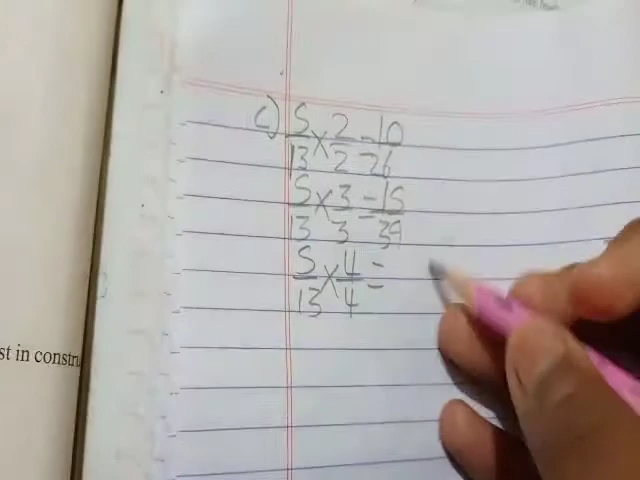 c) 5/13 × 2/2 = 10/26
5/13 × 3/3 = 15/39
5/13 × 4/4 =
st in constru